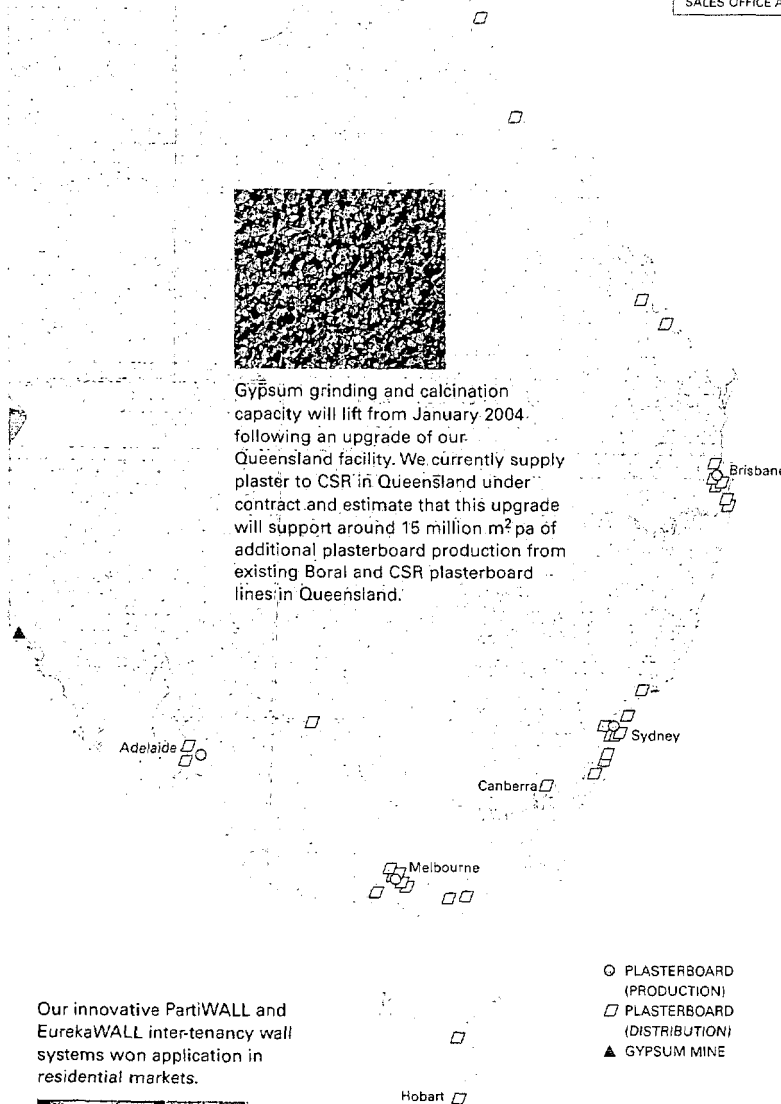 SALES OFFICE
Gypsum grinding and calcination
capacity will lift from January 2004
following an upgrade of our
Queensland facility. We currently supply
plaster to CSR in Queensland under
contract and estimate that this upgrade
will support around 15 million m² pa of
additional plasterboard production from
existing Boral and CSR plasterboard
lines in Queensland.
Brisbane
Adelaide
Sydney
Canberra
Melbourne
PLASTERBOARD
(PRODUCTION)
PLASTERBOARD
(DISTRIBUTION)
GYPSUM MINE
Our innovative PartiWALL and
EurekaWALL inter-tenancy wall
systems won application in
residential markets.
Hobart